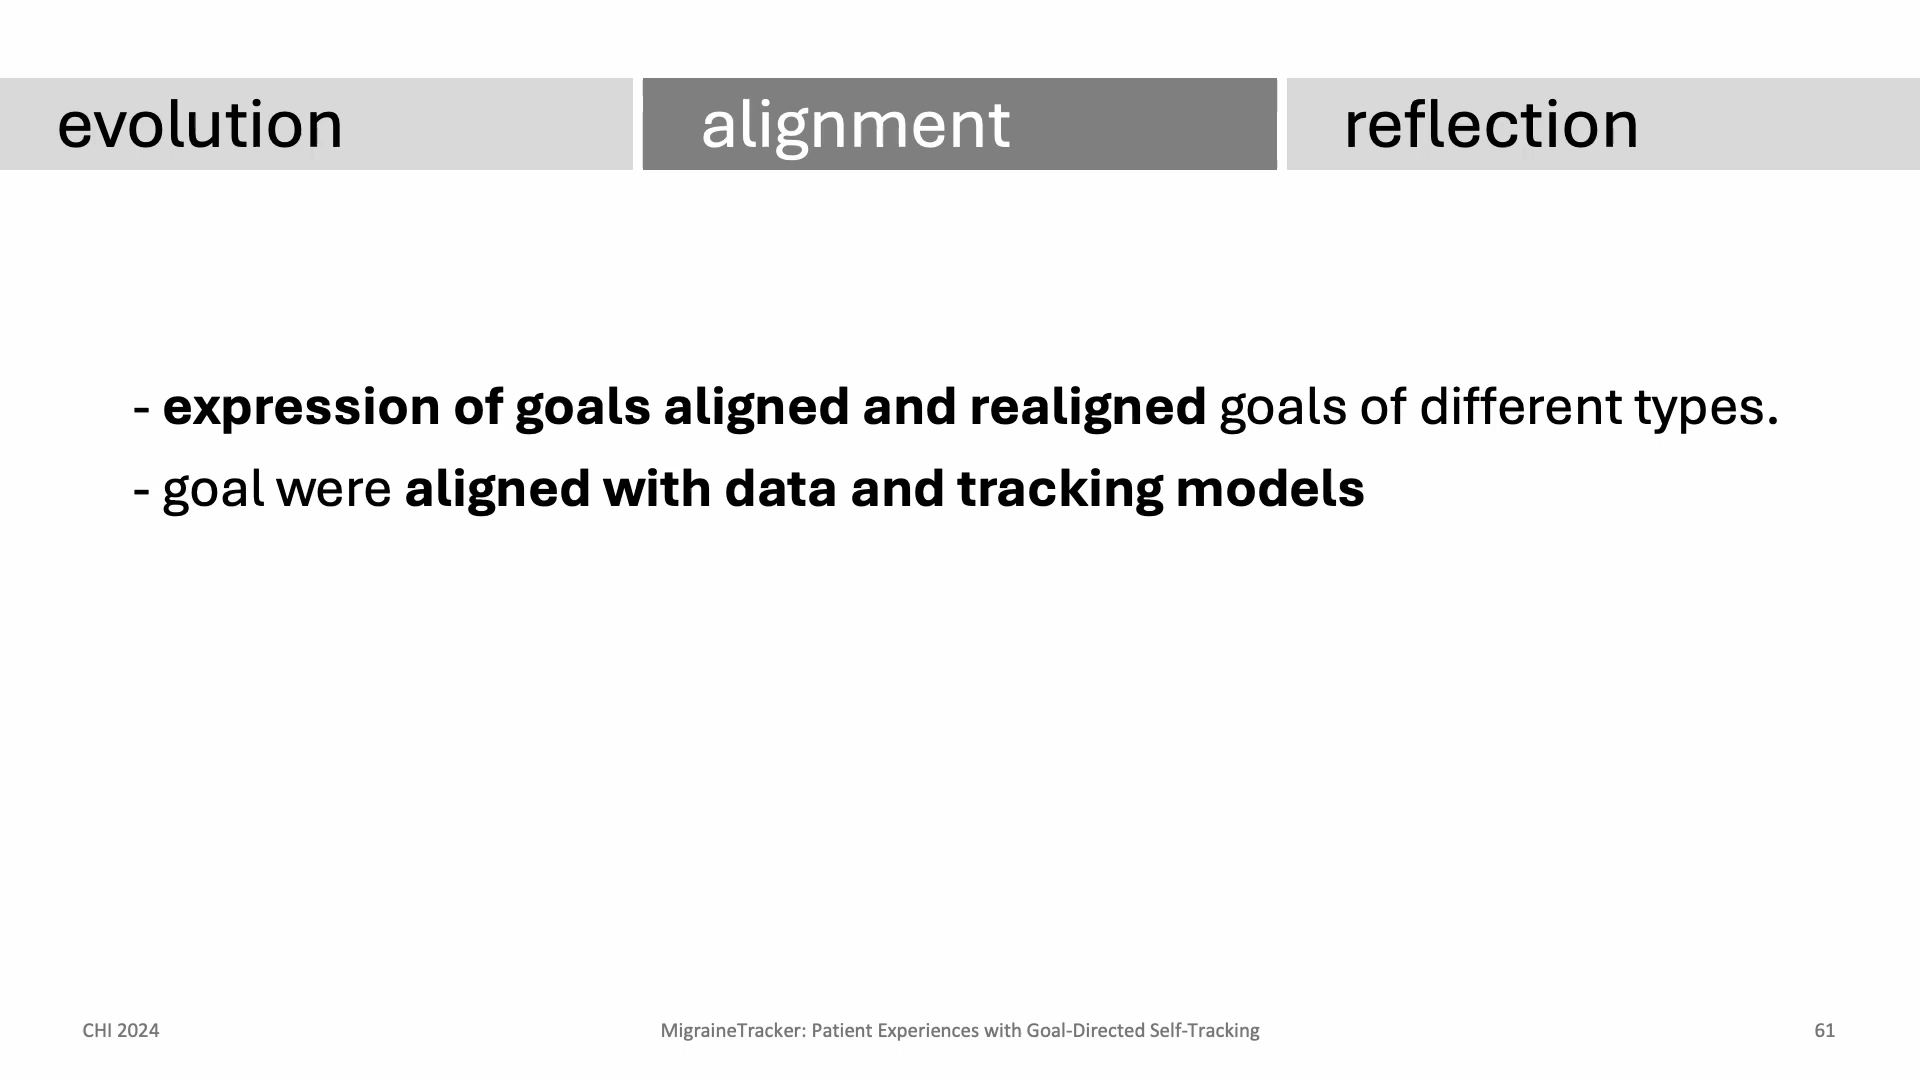 evolution
alignment
reflection
- expression of goals aligned and realigned goals of different types.
- goal were aligned with data and tracking models
CHI 2024
MigraineTracker: Patient Experiences with Goal-Directed Self-Tracking
61